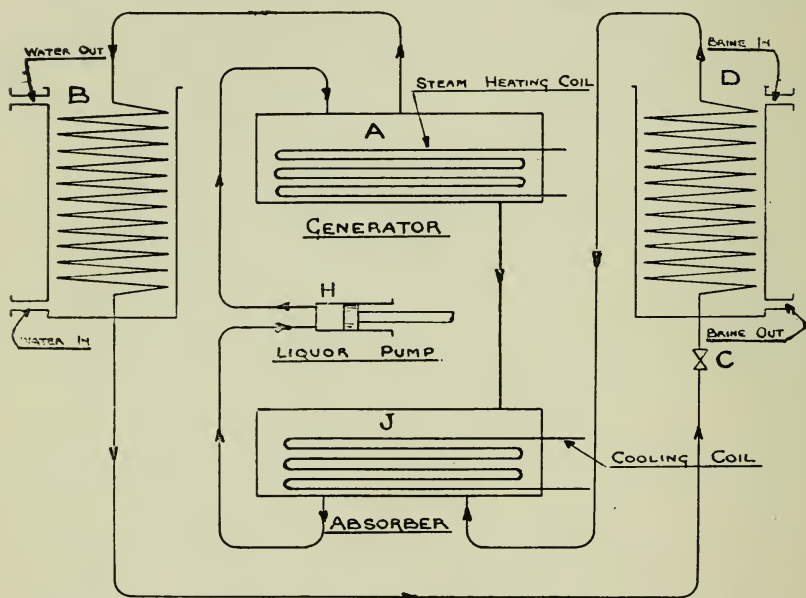 WATER OUT
BRINE IN
B
D
STEAM HEATING COIL
A
GENERATOR
H
LIQUOR PUMP
WATER IN
BRINE OUT
C
J
COOLING COIL
ABSORBER